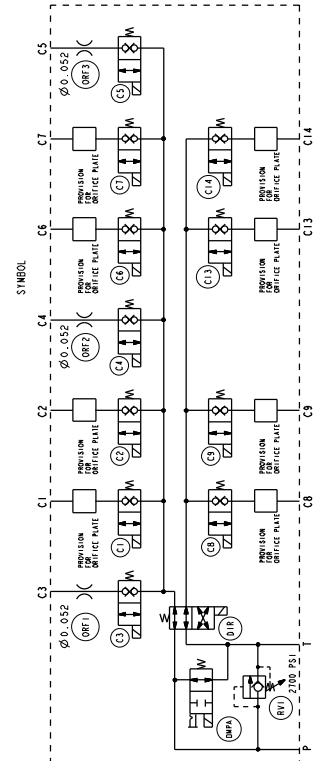 SYMBOL
C3
C1
C2
C4
C6
C7
C5
Ø0.052
ORF1
PROVISION
FOR
ORIFICE PLATE
PROVISION
FOR
ORIFICE PLATE
Ø0.052
ORF2
PROVISION
FOR
ORIFICE PLATE
PROVISION
FOR
ORIFICE PLATE
Ø0.052
ORF3
C3
C1
C2
C4
C6
C7
C5
DMPA
DIR
C8
C9
C13
C14
RV1
2700 PSI
PROVISION
FOR
ORIFICE PLATE
PROVISION
FOR
ORIFICE PLATE
PROVISION
FOR
ORIFICE PLATE
PROVISION
FOR
ORIFICE PLATE
P
T
C8
C9
C13
C14